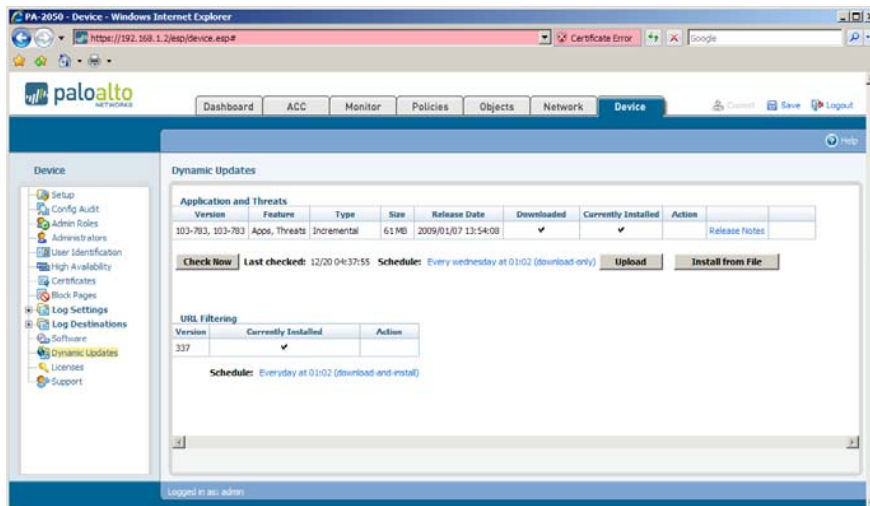 PA-2050 - Device - Windows Internet Explorer
https://192.168.1.2/esp/device.esp# Certificate Error Google
paloalto
NETWORKS
Dashboard ACC Monitor Policies Objects Network Device Commit Save Logout
Help
Device
Setup
Config Audit
Admin Roles
Administrators
User Identification
High Availability
Certificates
Block Pages
Log Settings
Log Destinations
Software
Dynamic Updates
Licenses
Support
Dynamic Updates
Application and Threats
Version Feature Type Size Release Date Downloaded Currently Installed Action
103-783, 103-783 Apps, Threats Incremental 61 MB 2009/01/07 13:54:08 Release Notes
Check Now Last checked: 12/20 04:37:55 Schedule: Every wednesday at 01:02 (download-only) Upload Install from File
URL Filtering
Version Currently Installed Action
337
Schedule: Everyday at 01:02 (download-and-install)
Logged in as: admin